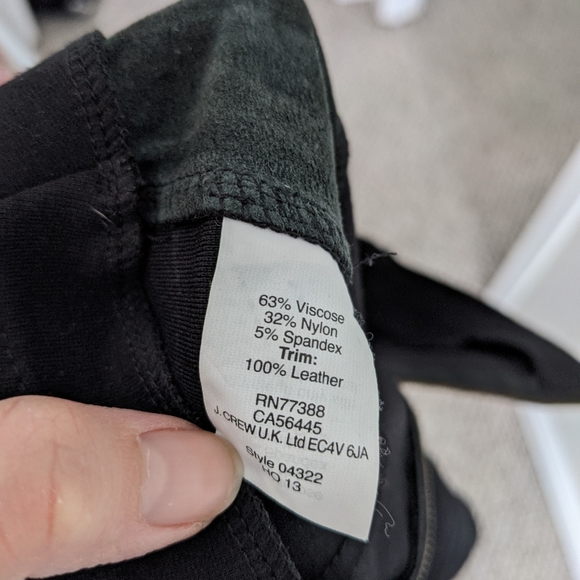 63% Viscose
32% Nylon
5% Spandex
Trim:
100% Leather
RN77388
CA56445
J. CREW U.K. Ltd EC4V 6JA
Style 04322
HO 13